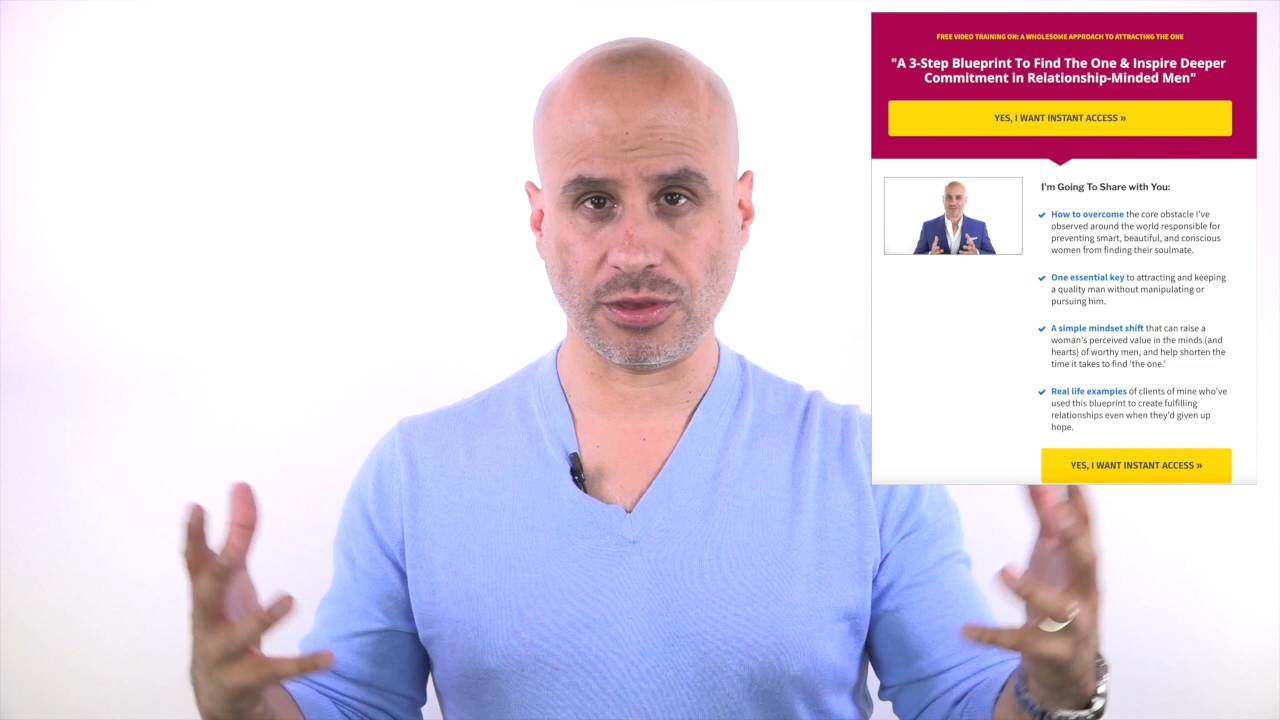 FREE VIDEO TRAINING ON: A WHOLESOME APPROACH TO ATTRACTING THE ONE
"A 3-Step Blueprint To Find The One & Inspire Deeper
Commitment in Relationship-Minded Men"
YES, I WANT INSTANT ACCESS »
I'm Going To Share with You:
How to overcome the core obstacle I've
observed around the world responsible for
preventing smart, beautiful, and conscious
women from finding their soulmate.
One essential key to attracting and keeping
a quality man without manipulating or
pursuing him.
A simple mindset shift that can raise a
woman's perceived value in the minds (and
hearts) of worthy men, and help shorten the
time it takes to find 'the one.'
Real life examples of clients of mine who've
used this blueprint to create fulfilling
relationships even when they'd given up
hope.
YES, I WANT INSTANT ACCESS »